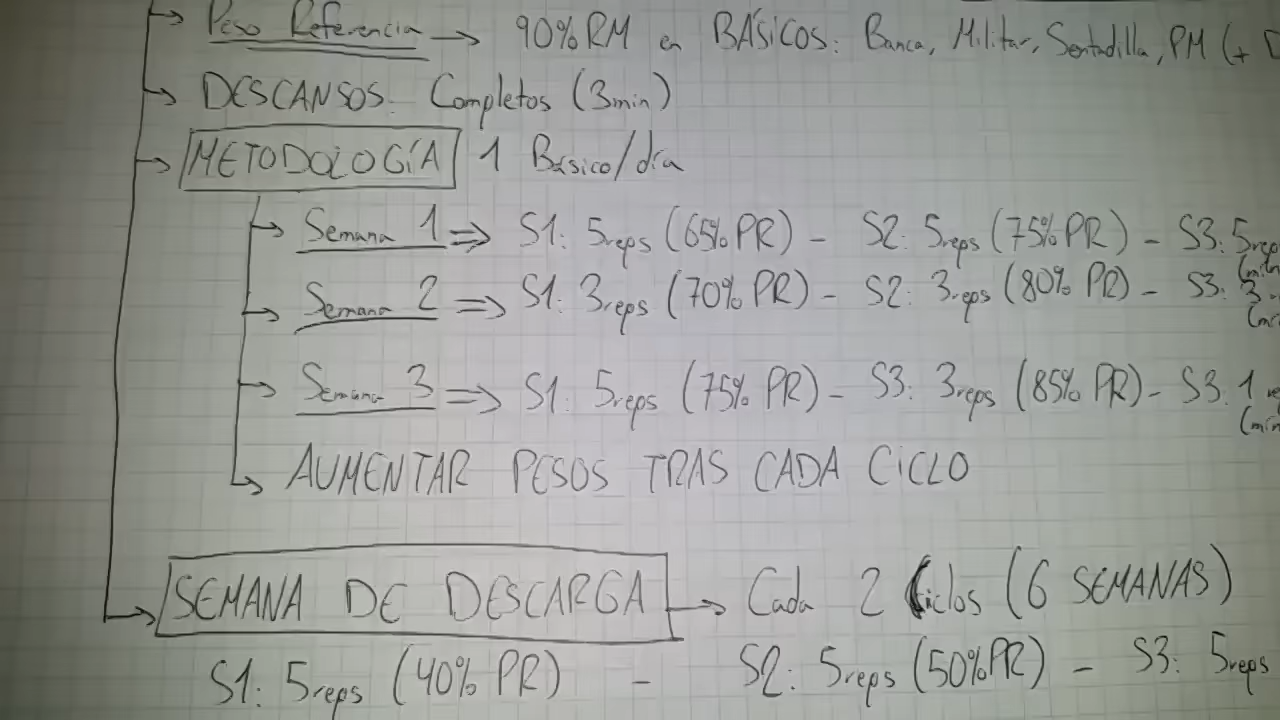 Peso Referencia → 90% RM en BÁSICOS: Banca, Militar, Sentadilla, PM (+
DESCANSOS. Completos (3min)
METODOLOGÍA 1 Básico/día
Semana 1 ⇒ S1: 5reps (65% PR) - S2: 5reps (75% PR) - S3: 5rep
Semana 2 ⇒ S1: 3reps (70% PR) - S2: 3reps (80% PR) - S3: 3
Semana 3 ⇒ S1: 5reps (75% PR) - S3: 3reps (85% PR) - S3: 1
(mín
AUMENTAR PESOS TRAS CADA CICLO
SEMANA DE DESCARGA → Cada 2 Ciclos (6 SEMANAS)
S1: 5reps (40% PR) - S2: 5reps (50% PR) - S3: 5reps